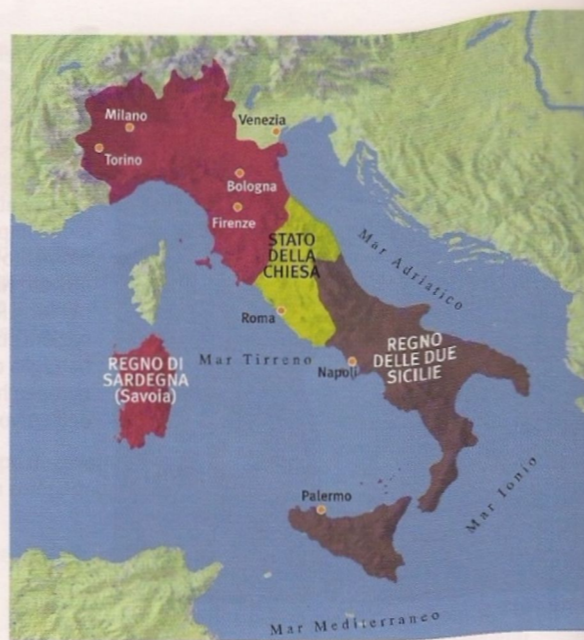 Milano
Venezia
Torino
Bologna
Firenze
STATO
DELLA
CHIESA
Mar Adriatico
Roma
REGNO DI
SARDEGNA
(Savoia)
Mar Tirreno
Napoli
REGNO
DELLE DUE
SICILIE
Mar Ionio
Palermo
Mar Mediterraneo